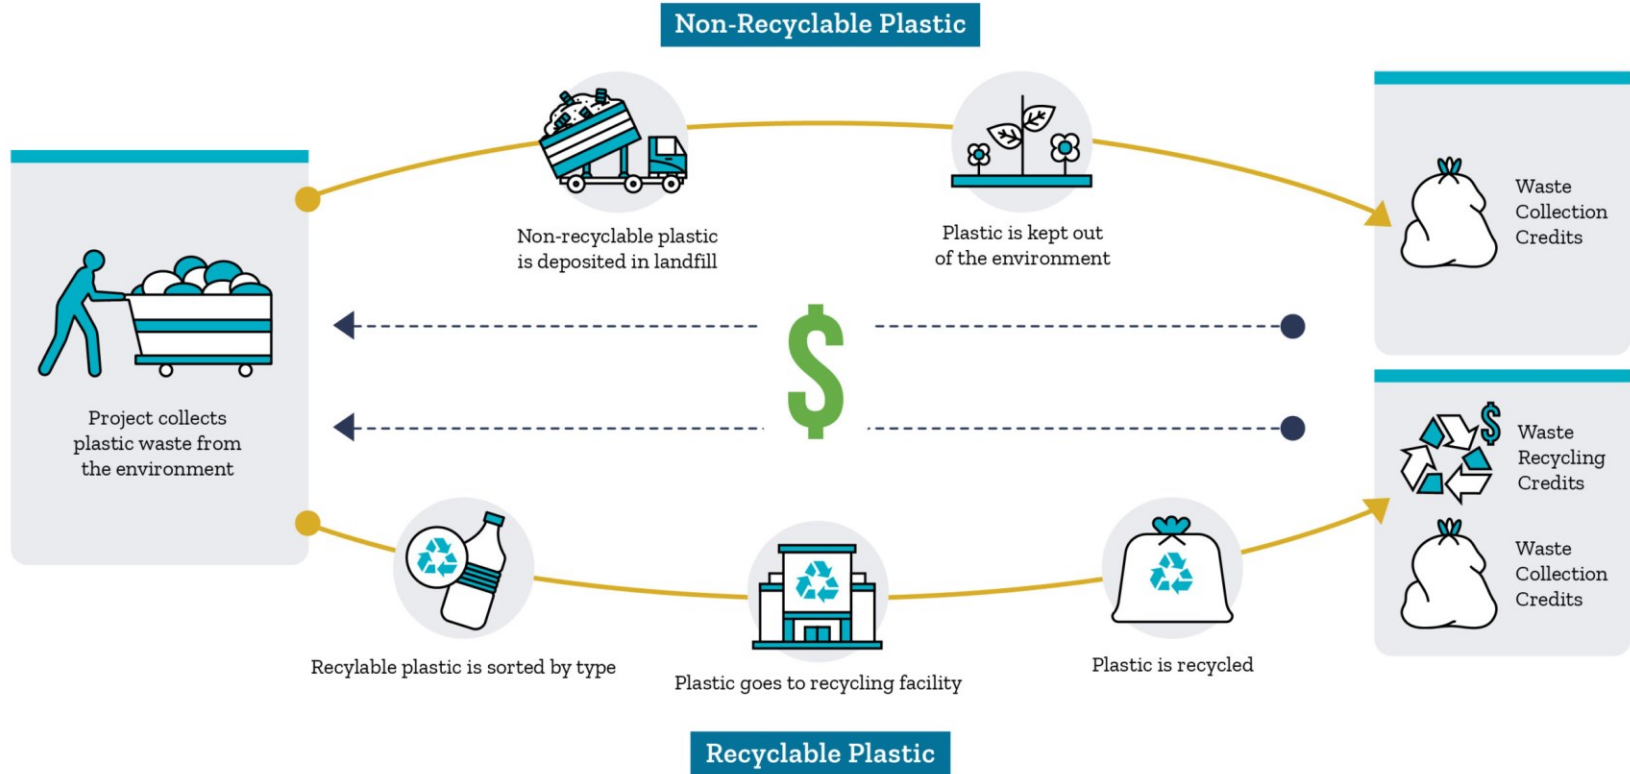 Non-Recyclable Plastic
Non-recyclable plastic
is deposited in landfill
Plastic is kept out
of the environment
Waste
Collection
Credits
$
Project collects
plastic waste from
the environment
$
Waste
Recycling
Credits
Waste
Collection
Credits
Recylable plastic is sorted by type
Plastic goes to recycling facility
Plastic is recycled
Recyclable Plastic